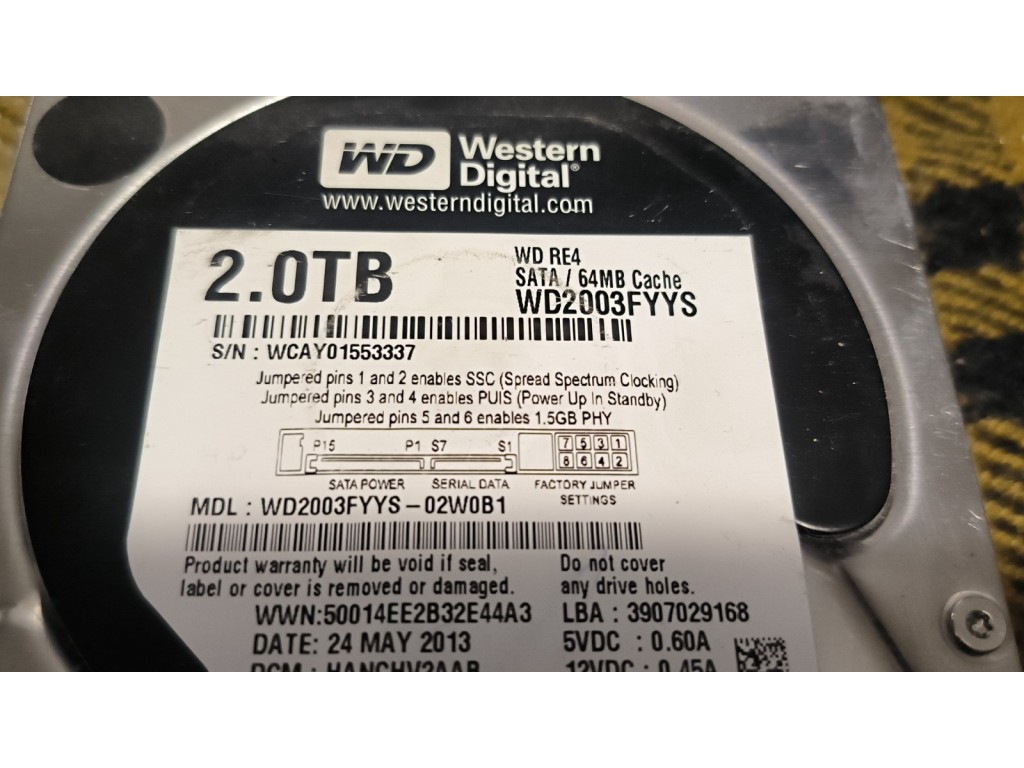 WD Western Digital®
www.westerndigital.com
2.0TB
WD RE4
SATA / 64MB Cache
WD2003FYYS
S/N : WCAY01553337
Jumpered pins 1 and 2 enables SSC (Spread Spectrum Clocking)
Jumpered pins 3 and 4 enables PUIS (Power Up In Standby)
Jumpered pins 5 and 6 enables 1.5GB PHY
P15 P1 S7 S1 7 5 3 1
8 6 4 2
SATA POWER SERIAL DATA FACTORY JUMPER SETTINGS
MDL : WD2003FYYS-02W0B1
Product warranty will be void if seal,
label or cover is removed or damaged.
Do not cover
any drive holes.
WWN:50014EE2B32E44A3
LBA : 3907029168
DATE: 24 MAY 2013
5VDC : 0.60A
DCM : HANCHV2AAB
12VDC : 0.45A